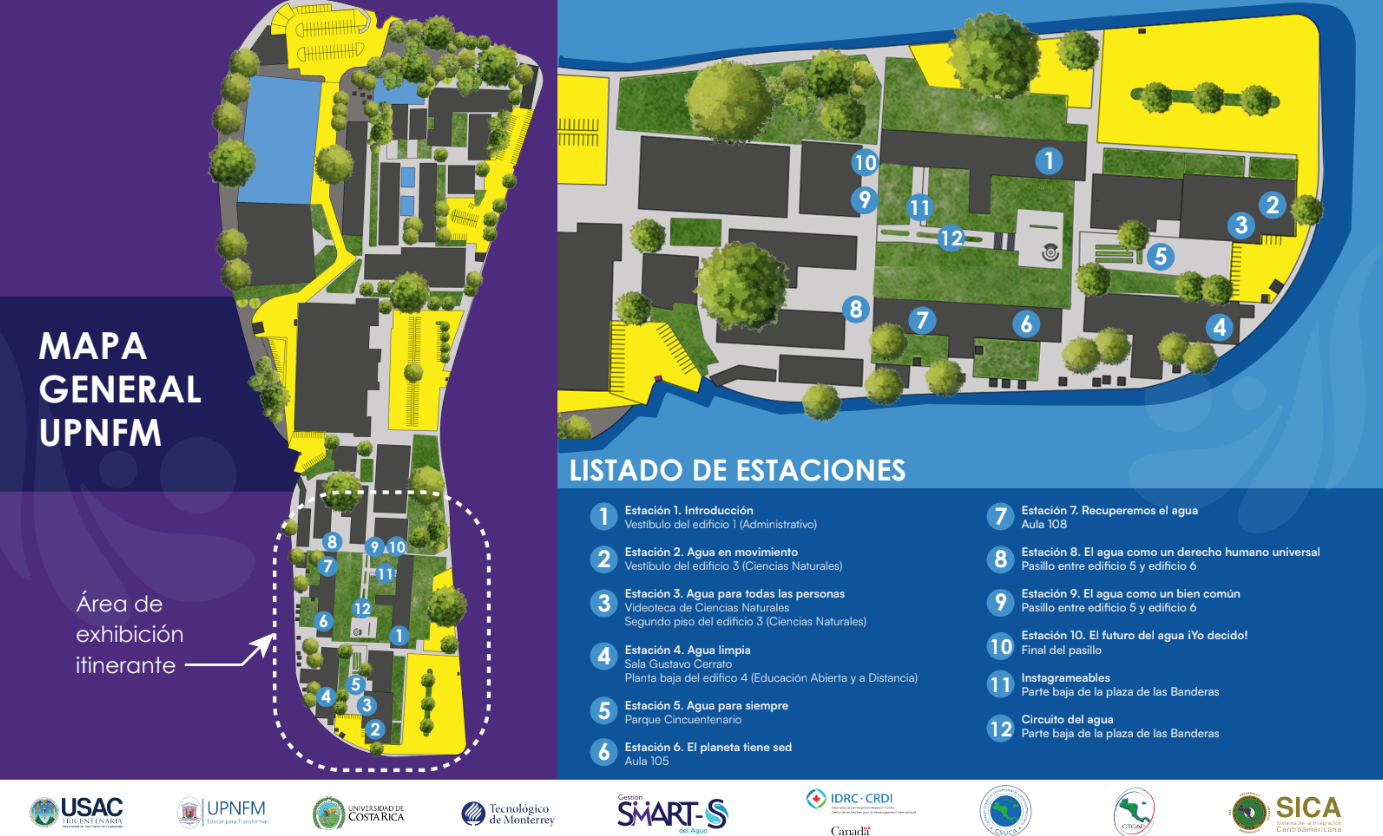 MAPA
GENERAL
UPNFM
Área de
exhibición
itinerante
8
9
10
7
11
12
6
1
5
4
3
2
10
1
9
11
2
12
3
5
8
7
6
4
LISTADO DE ESTACIONES
1
Estación 1. Introducción
Vestíbulo del edificio 1 (Administrativo)
2
Estación 2. Agua en movimiento
Vestíbulo del edificio 3 (Ciencias Naturales)
3
Estación 3. Agua para todas las personas
Videoteca de Ciencias Naturales
Segundo piso del edificio 3 (Ciencias Naturales)
4
Estación 4. Agua limpia
Sala Gustavo Cerrato
Planta baja del edifico 4 (Educación Abierta y a Distancia)
5
Estación 5. Agua para siempre
Parque Cincuentenario
6
Estación 6. El planeta tiene sed
Aula 105
7
Estación 7. Recuperemos el agua
Aula 108
8
Estación 8. El agua como un derecho humano universal
Pasillo entre edificio 5 y edificio 6
9
Estación 9. El agua como un bien común
Pasillo entre edificio 5 y edificio 6
10
Estación 10. El futuro del agua ¡Yo decido!
Final del pasillo
11
Instagrameables
Parte baja de la plaza de las Banderas
12
Circuito del agua
Parte baja de la plaza de las Banderas
USAC
TRICENTENARIA
UPNFM
"Educar para Transformar"
UNIVERSIDAD DE
COSTA RICA
Tecnológico
de Monterrey
Gestión
SMART-S
del Agua
IDRC · CRDI
Canada
CSUCA
CTCAP
SICA
Sistema de la Integración
Centroamericana